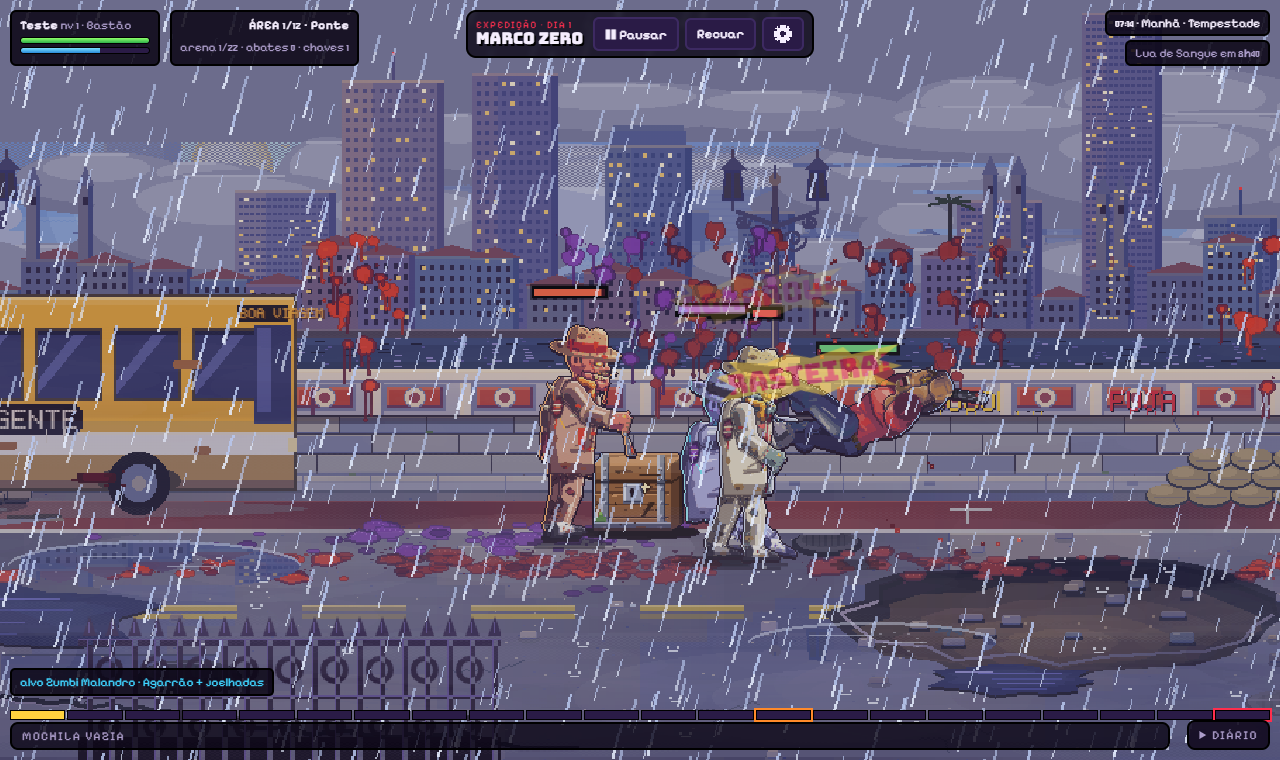 Teste nv 1 · Bastão
ÁREA 1/12 · Ponte
arena 1/22 · abates 0 · chaves 1
EXPEDIÇÃO · DIA 1
MARCO ZERO
Pausar
Recuar
07:14 · Manhã · Tempestade
Lua de Sangue em 8h40
BOA VIAGEM
GENTE
RASTEIRA!
alvo Zumbi Malandro · Agarrão + joelhadas
MOCHILA VAZIA
▶ DIÁRIO